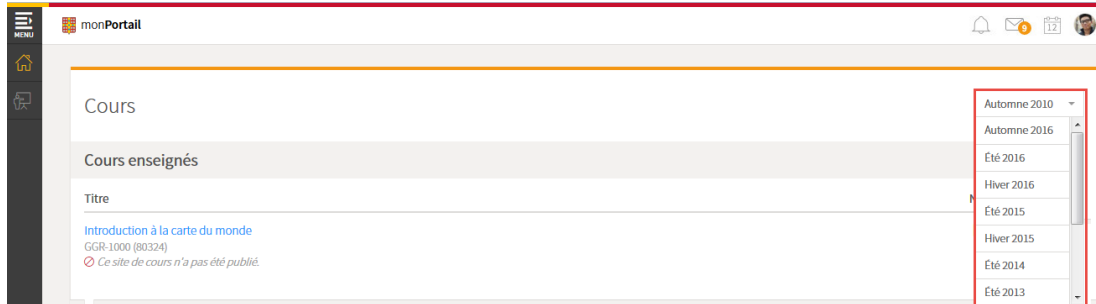 MENU
monPortail
9
12
Cours
Automne 2010
Automne 2016
Cours enseignés
Été 2016
Titre
Hiver 2016
Été 2015
Introduction à la carte du monde
GGR-1000 (80324)
Hiver 2015
Ce site de cours n'a pas été publié.
Été 2014
Été 2013